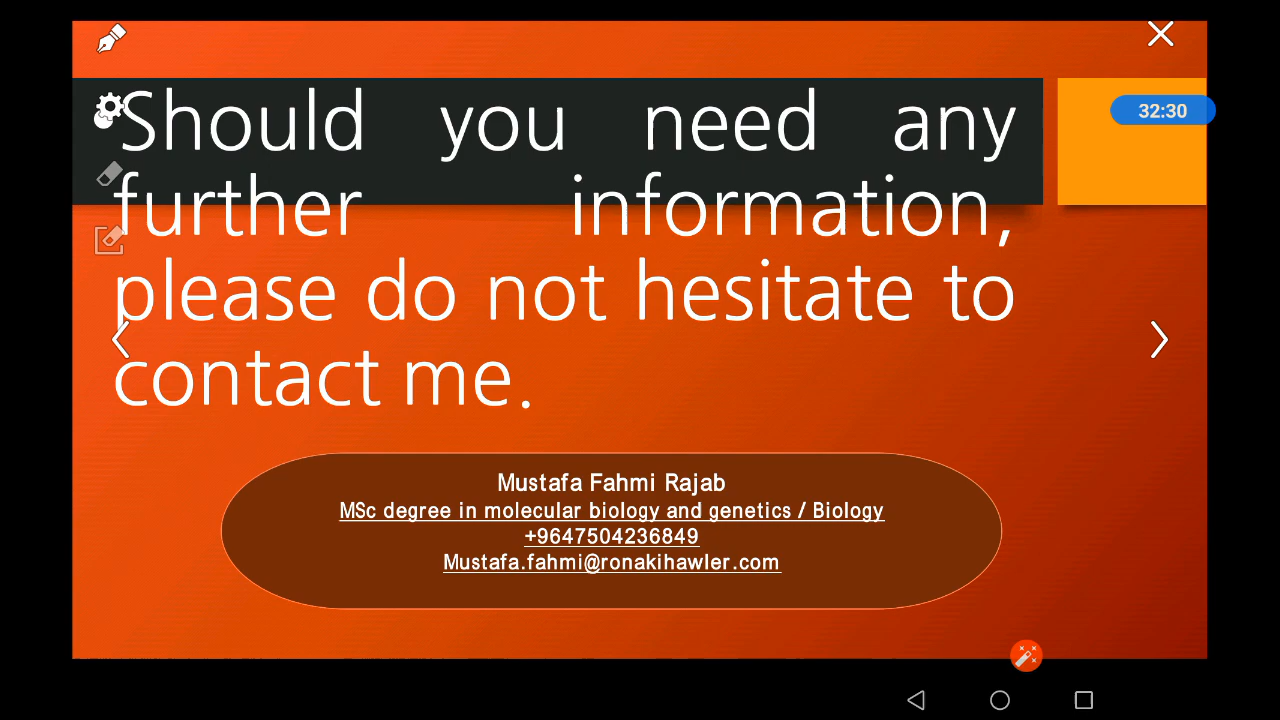 Should you need any
further information,
please do not hesitate to
contact me.
32:30
Mustafa Fahmi Rajab
MSc degree in molecular biology and genetics / Biology
+9647504236849
Mustafa.fahmi@ronakihawler.com